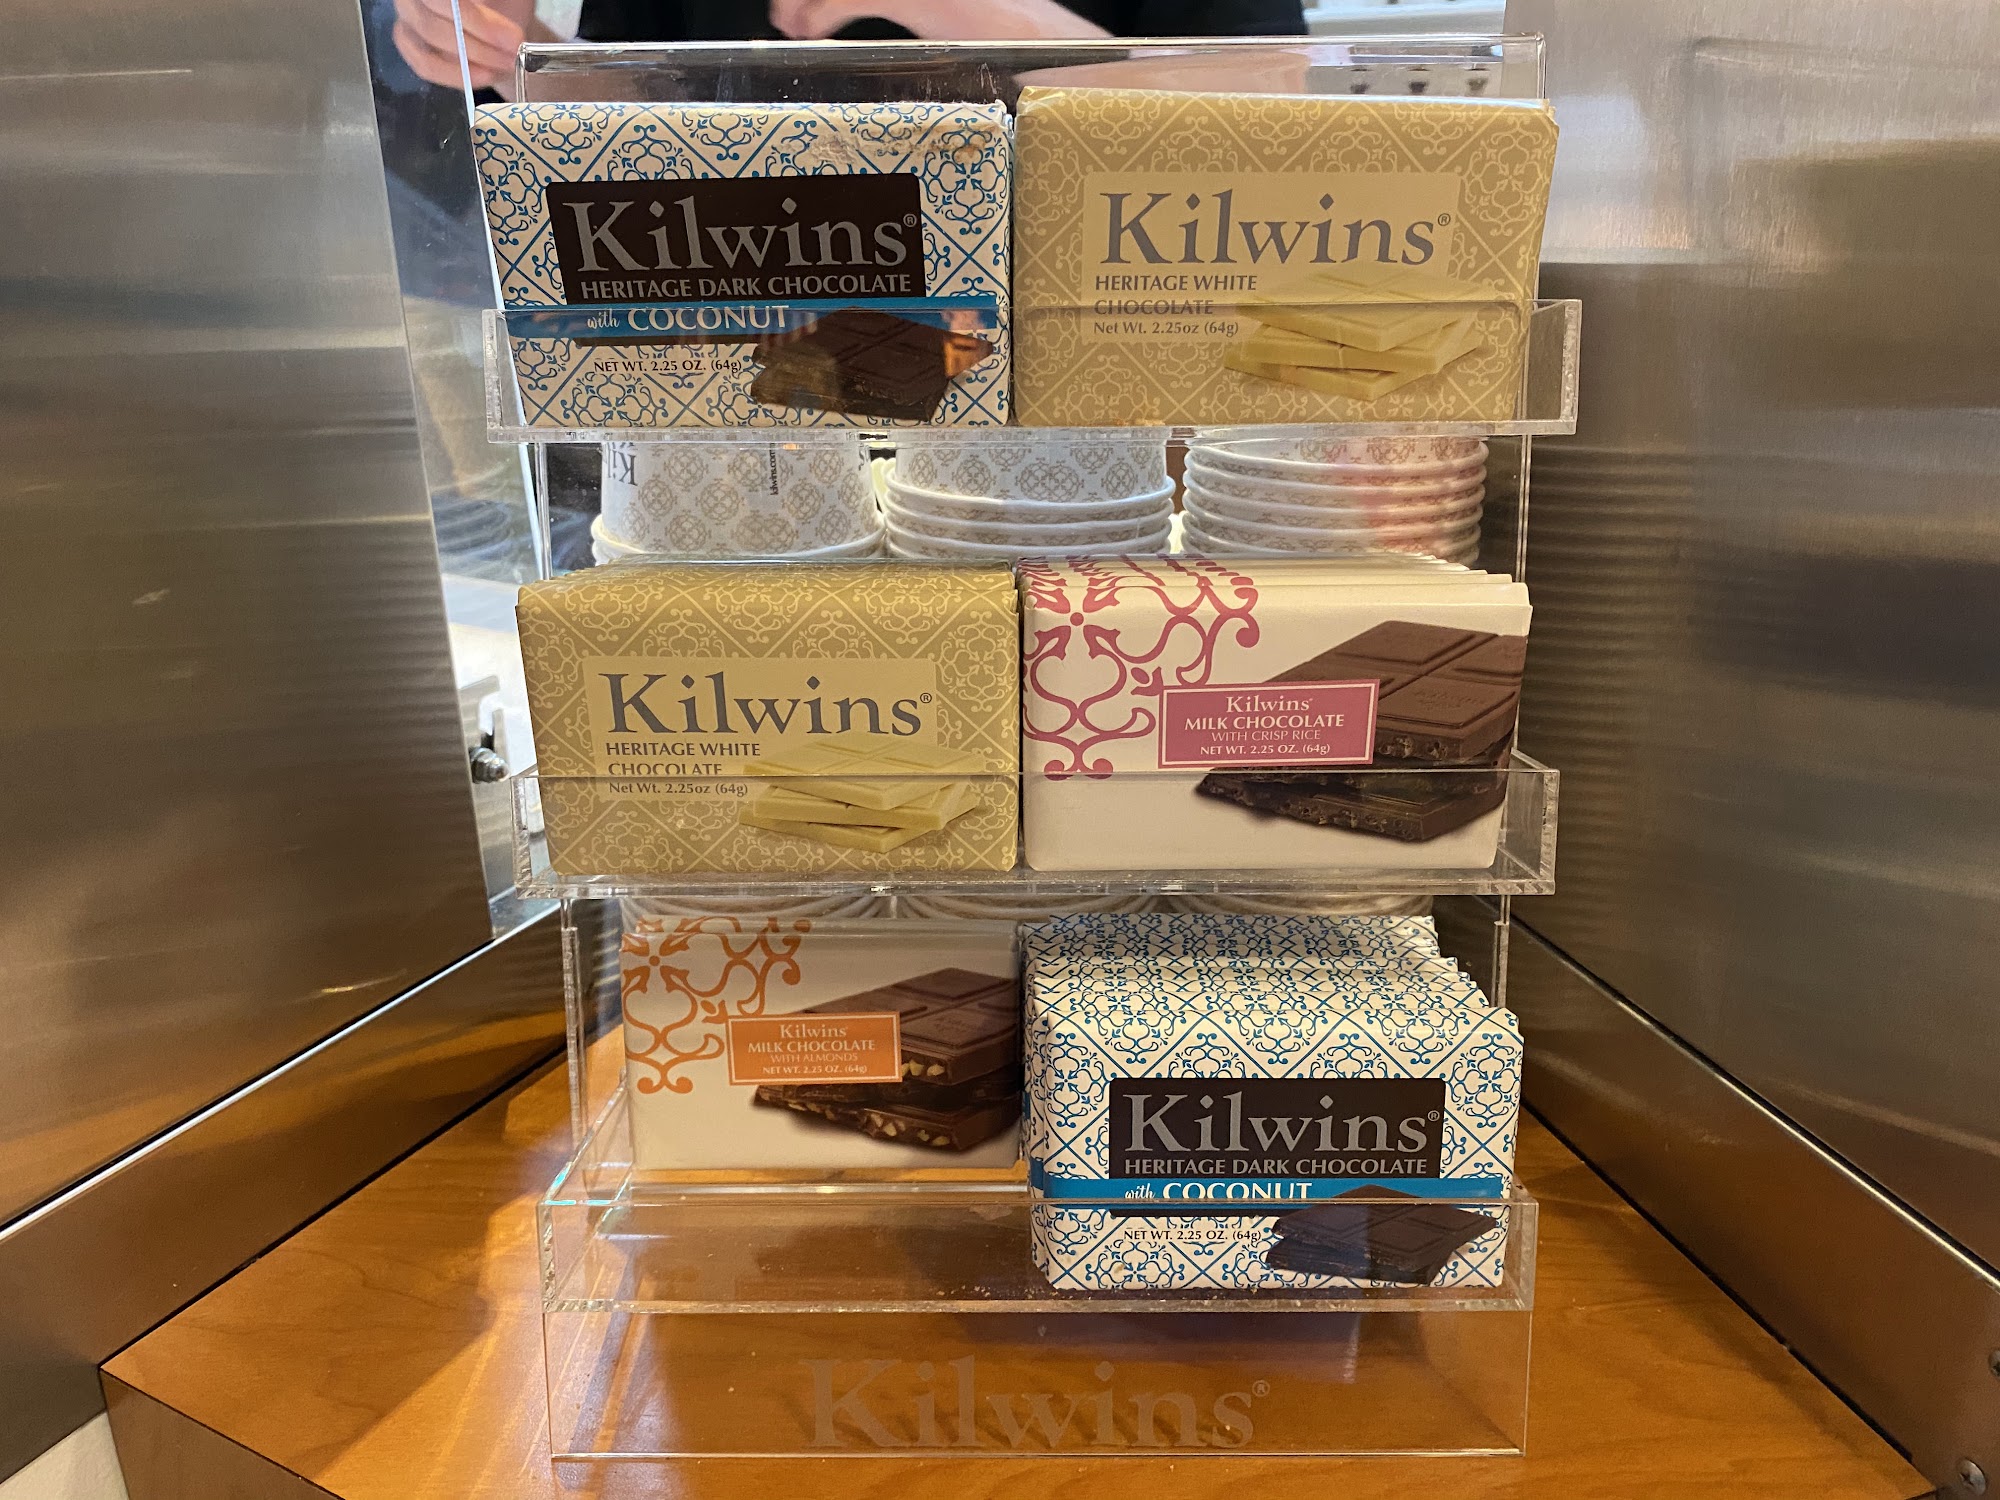 Kilwins®
HERITAGE DARK CHOCOLATE
with COCONUT
NET WT. 2.25 OZ. (64g)
Kilwins®
HERITAGE WHITE
CHOCOLATE
Net Wt. 2.25oz (64g)
kilwins.com
Kilwins®
HERITAGE WHITE
CHOCOLATE
Net Wt. 2.25oz (64g)
Kilwins®
MILK CHOCOLATE
WITH CRISP RICE
NET WT. 2.25 OZ. (64g)
Kilwins®
MILK CHOCOLATE
WITH ALMONDS
NET WT. 2.25 OZ. (64g)
Kilwins®
HERITAGE DARK CHOCOLATE
with COCONUT
NET WT. 2.25 OZ. (64g)
Kilwins®